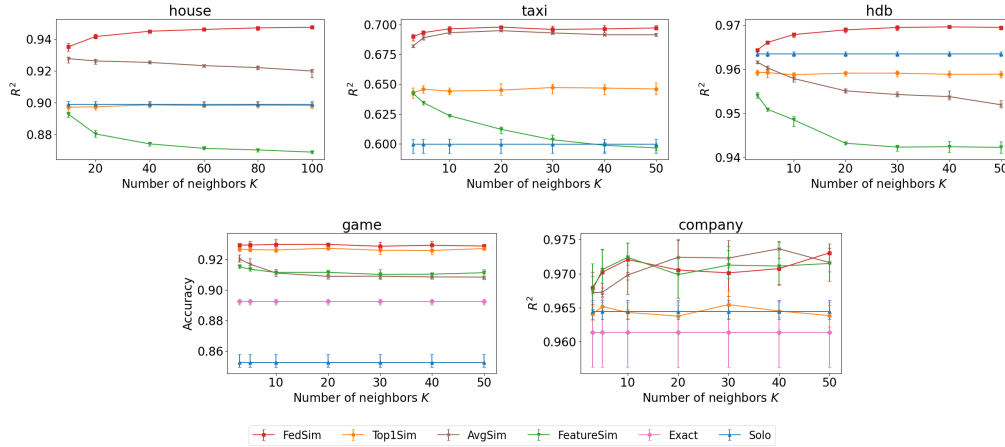 house
0.94
0.92
0.90
0.88
R²
20 40 60 80 100
Number of neighbors K
taxi
0.700
0.675
0.650
0.625
0.600
R²
10 20 30 40 50
Number of neighbors K
hdb
0.97
0.96
0.95
0.94
R²
10 20 30 40 50
Number of neighbors K
game
0.92
0.90
0.88
0.86
Accuracy
10 20 30 40 50
Number of neighbors K
company
0.975
0.970
0.965
0.960
R²
10 20 30 40 50
Number of neighbors K
FedSim Top1Sim AvgSim FeatureSim Exact Solo